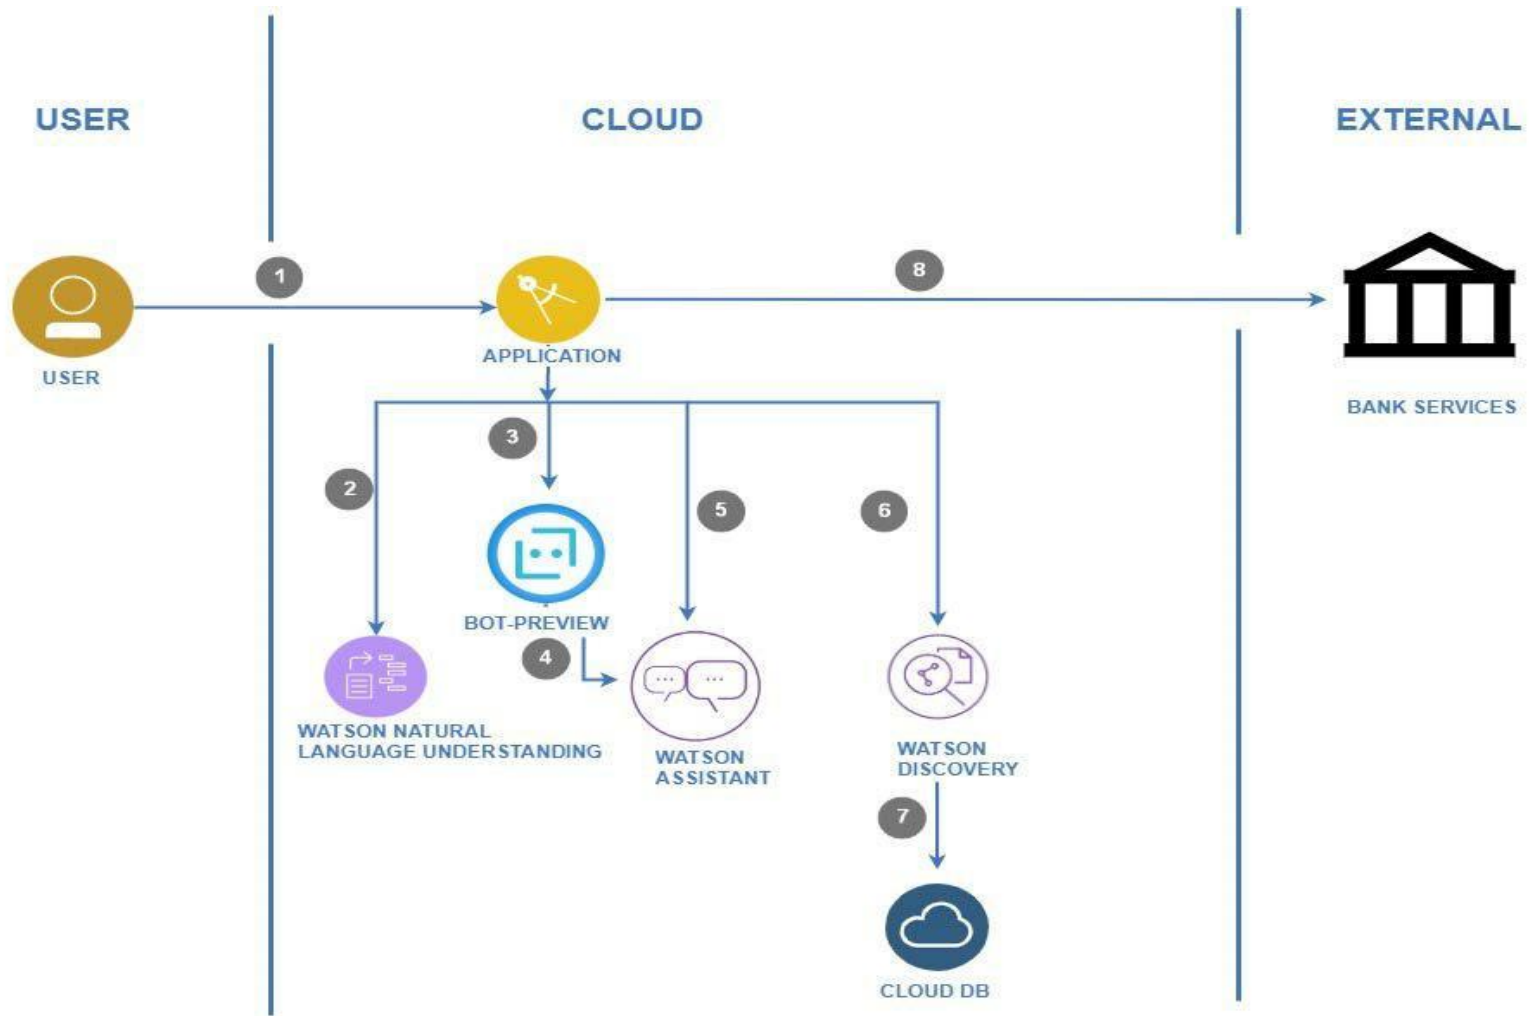 USER
CLOUD
EXTERNAL
1
8
USER
APPLICATION
BANK SERVICES
3
2
5
6
BOT-PREVIEW
4
WATSON NATURAL
LANGUAGE UNDERSTANDING
WATSON
ASSISTANT
WATSON
DISCOVERY
7
CLOUD DB